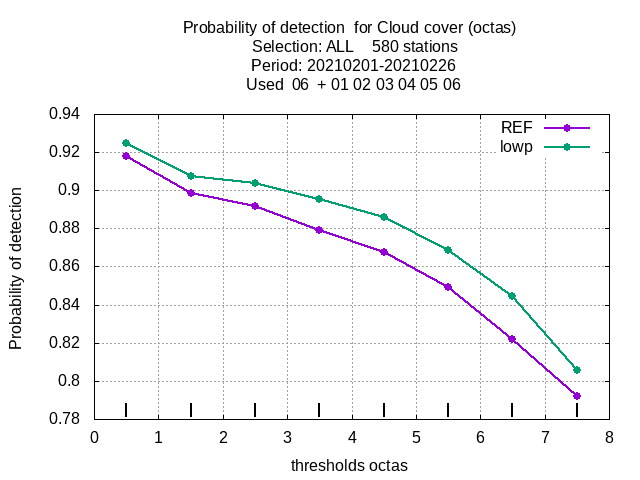 Probability of detection  for Cloud cover (octas)
Selection: ALL    580 stations
Period: 20210201-20210226
Used  06  + 01 02 03 04 05 06
REF
lowp
Probability of detection
0.94
0.92
0.9
0.88
0.86
0.84
0.82
0.8
0.78
0 1 2 3 4 5 6 7 8
thresholds octas